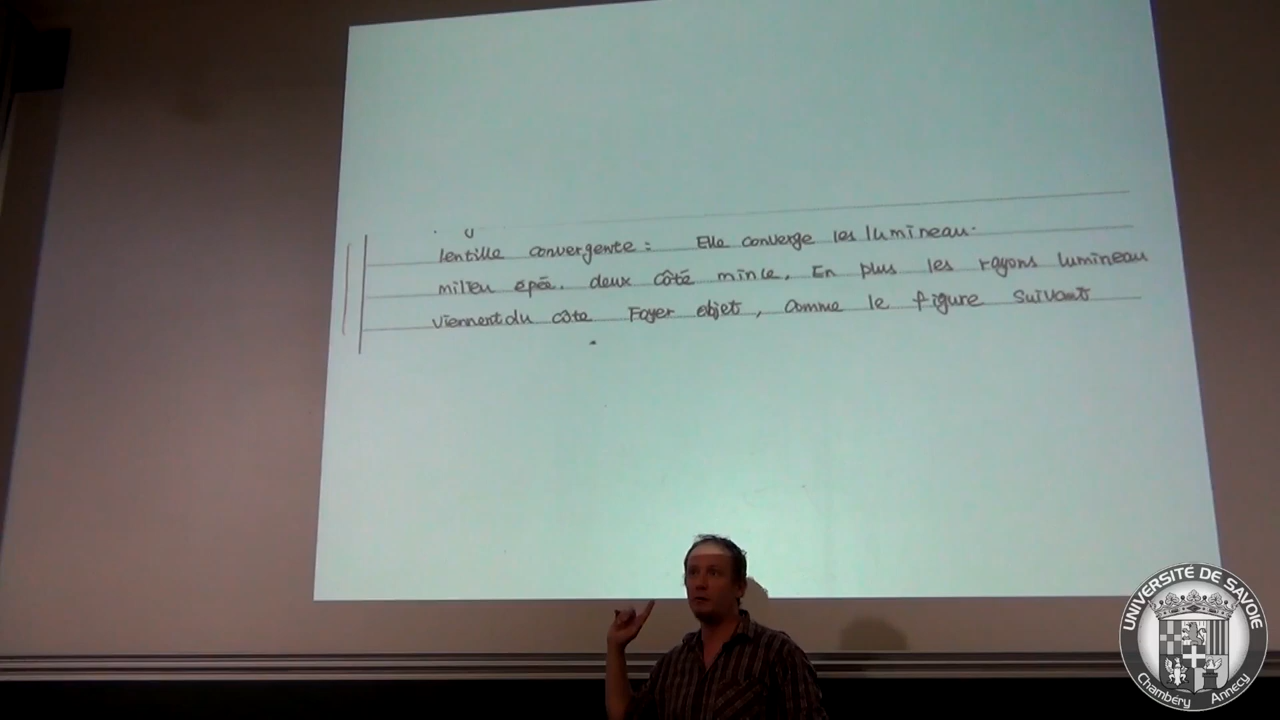 lentille convergente : Elle converge les lumineau.
milieu épée. deux côté mince. En plus les rayons lumineau
viennent du côte Foyer objet, comme le figure suivant
UNIVERSITÉ DE SAVOIE
Chambéry Annecy